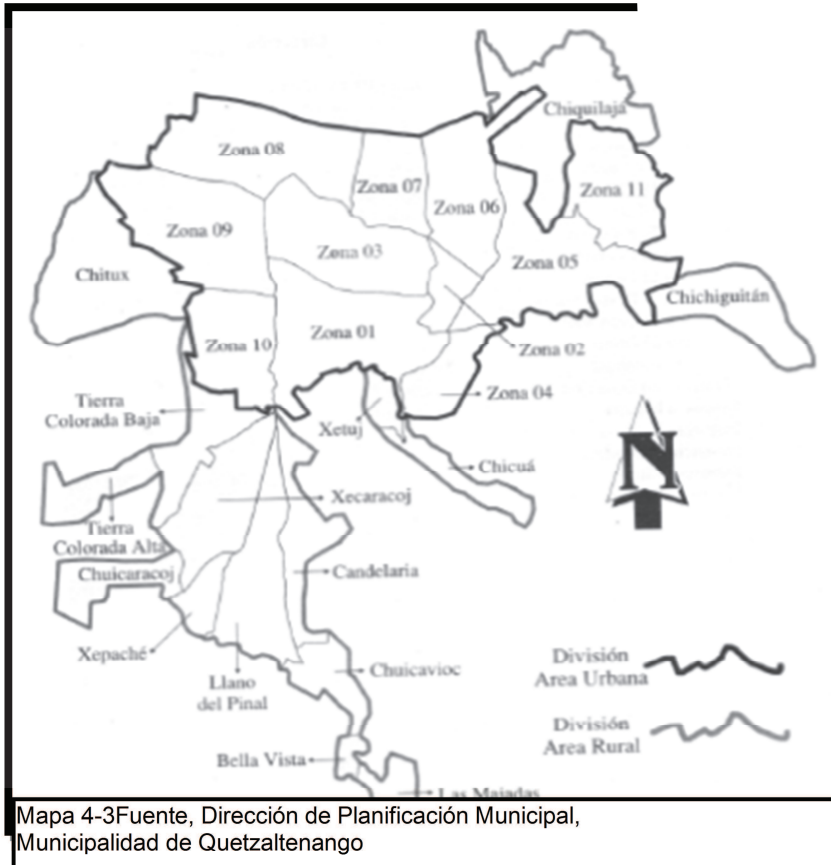 Chiquilajá
Zona 08
Zona 07
Zona 11
Zona 06
Zona 09
Zona 03
Zona 05
Chitux
Chichiguitán
Zona 01
Zona 10
Zona 02
Zona 04
Tierra
Colorada Baja
Xetuj
Chicuá
Xecaracoj
N
Tierra
Colorada Alta
Chuicaracoj
Candelaria
Xepaché
Llano
del Pinal
Chuicavioc
División
Area Urbana
División
Area Rural
Bella Vista
Las Majadas
Mapa 4-3Fuente, Dirección de Planificación Municipal,
Municipalidad de Quetzaltenango